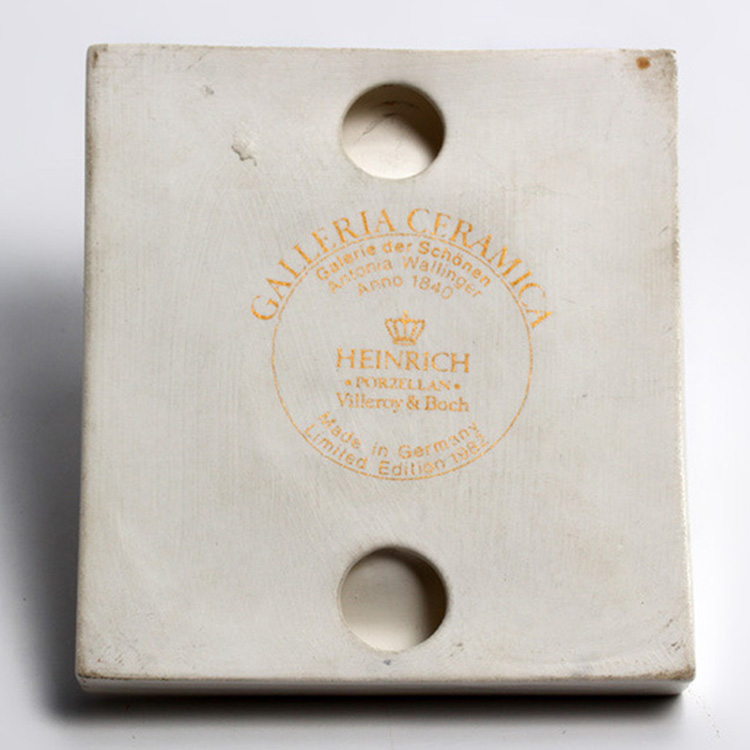 GALLERIA CERAMICA
Galerie der Schönen
Antonia Wallinger
Anno 1840
HEINRICH
• PORZELLAN •
Villeroy & Boch
Made in Germany
Limited Edition 1982